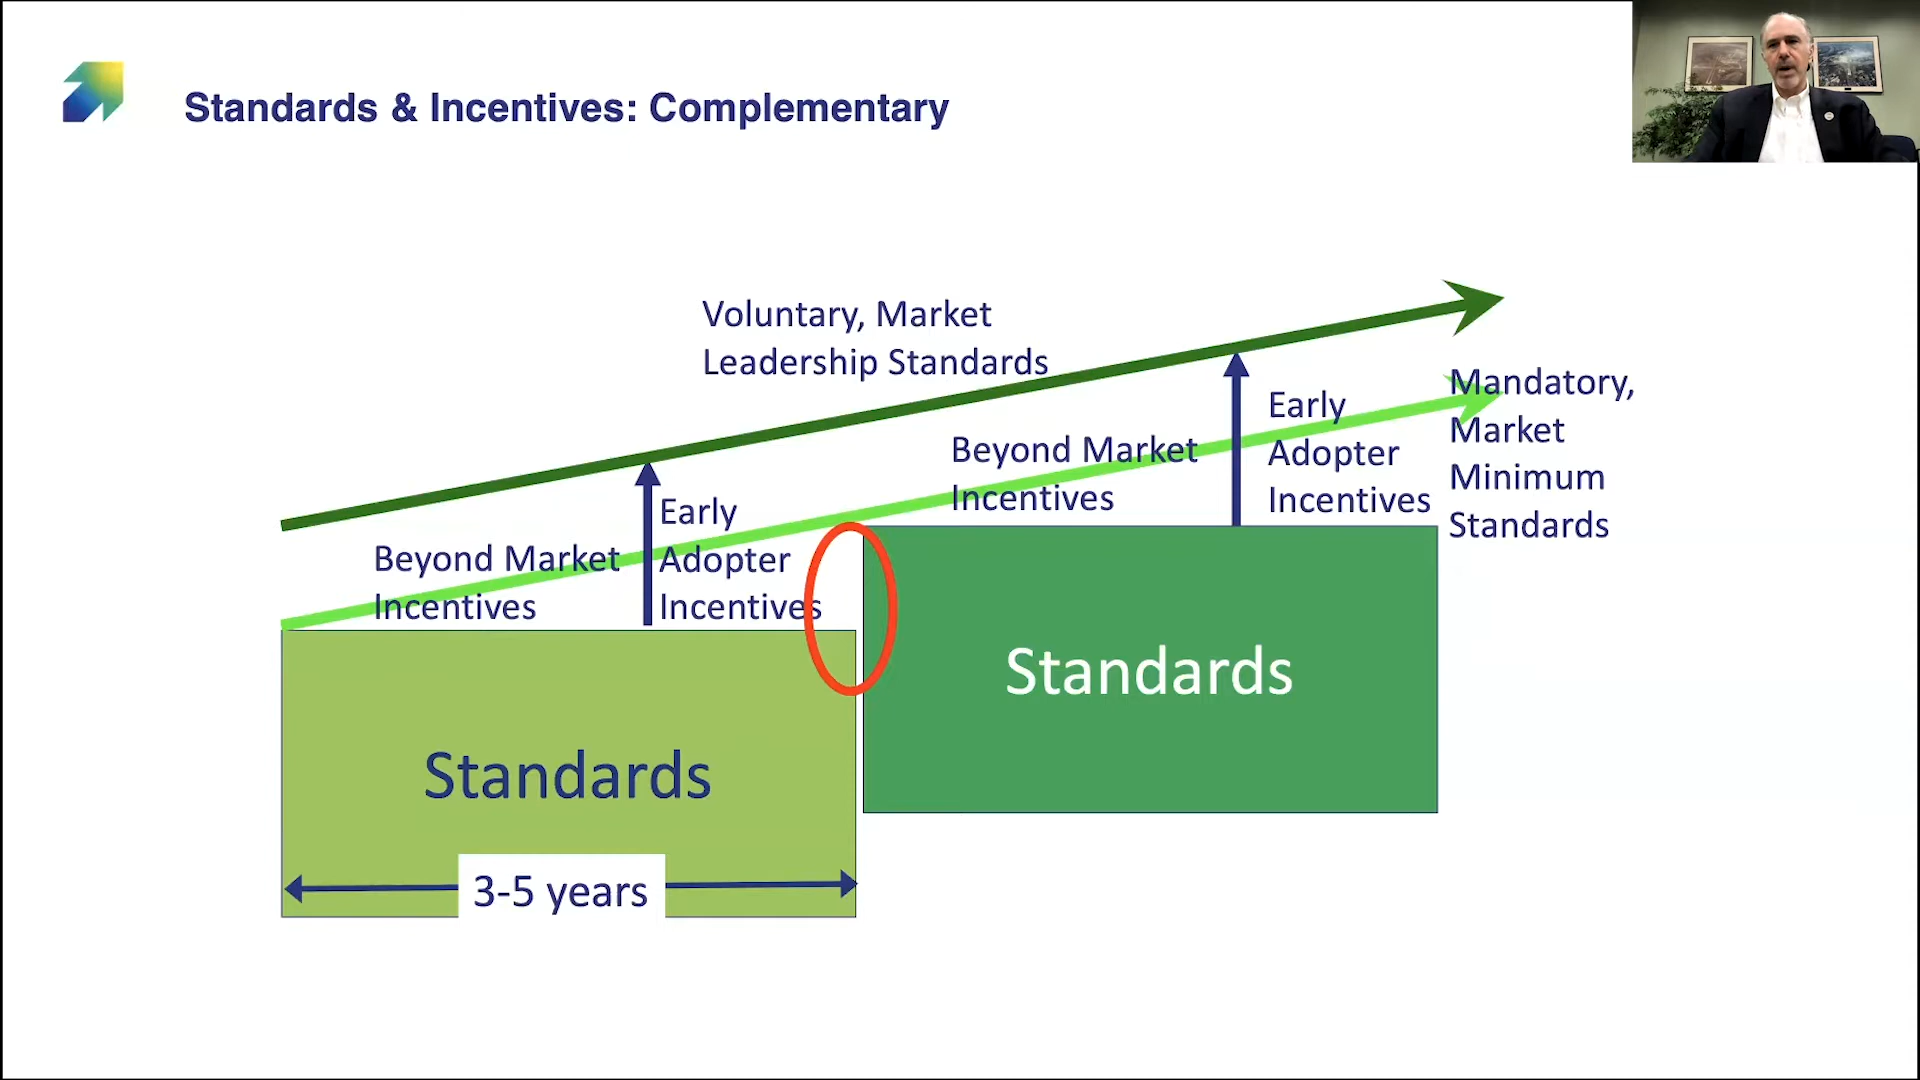 Standards & Incentives: Complementary
Voluntary, Market
Leadership Standards
Mandatory,
Market
Minimum
Standards
Beyond Market
Incentives
Early
Adopter
Incentives
Beyond Market
Incentives
Early
Adopter
Incentives
Standards
Standards
3-5 years